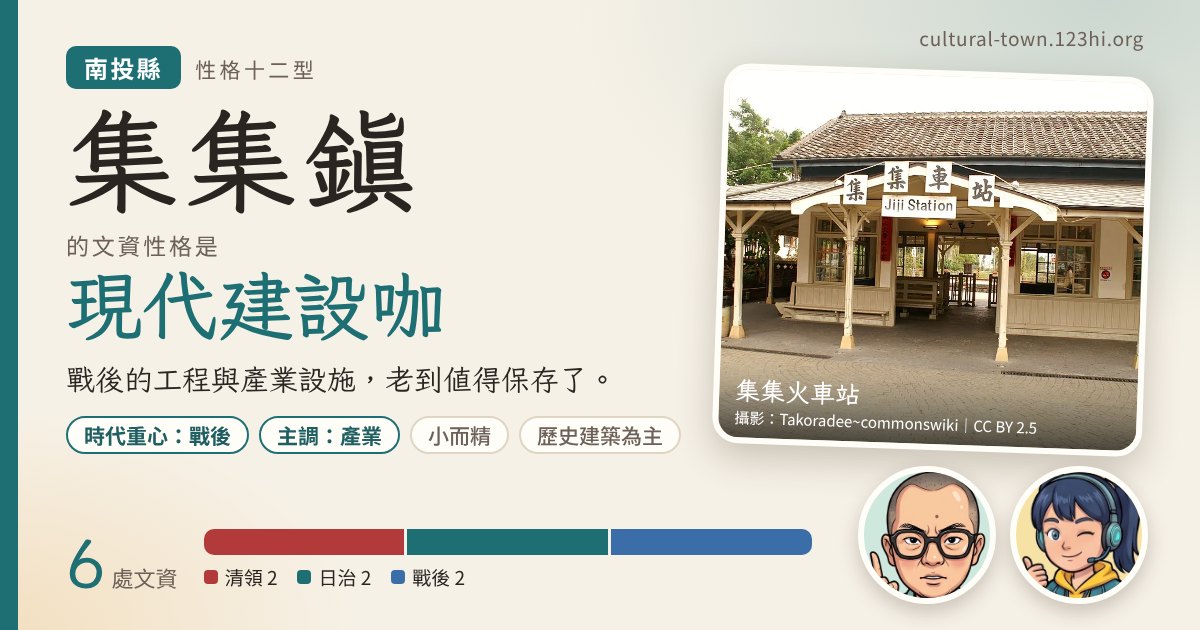 南投縣 性格十二型
cultural-town.123hi.org
集集鎮
的文資性格是
現代建設咖
戰後的工程與產業設施，老到值得保存了。
時代重心：戰後 主調：產業 小而精 歷史建築為主
集集車站
Jiji Station
集集火車站
攝影：Takoradee~commonswiki｜CC BY 2.5
6 處文資
清領 2 日治 2 戰後 2